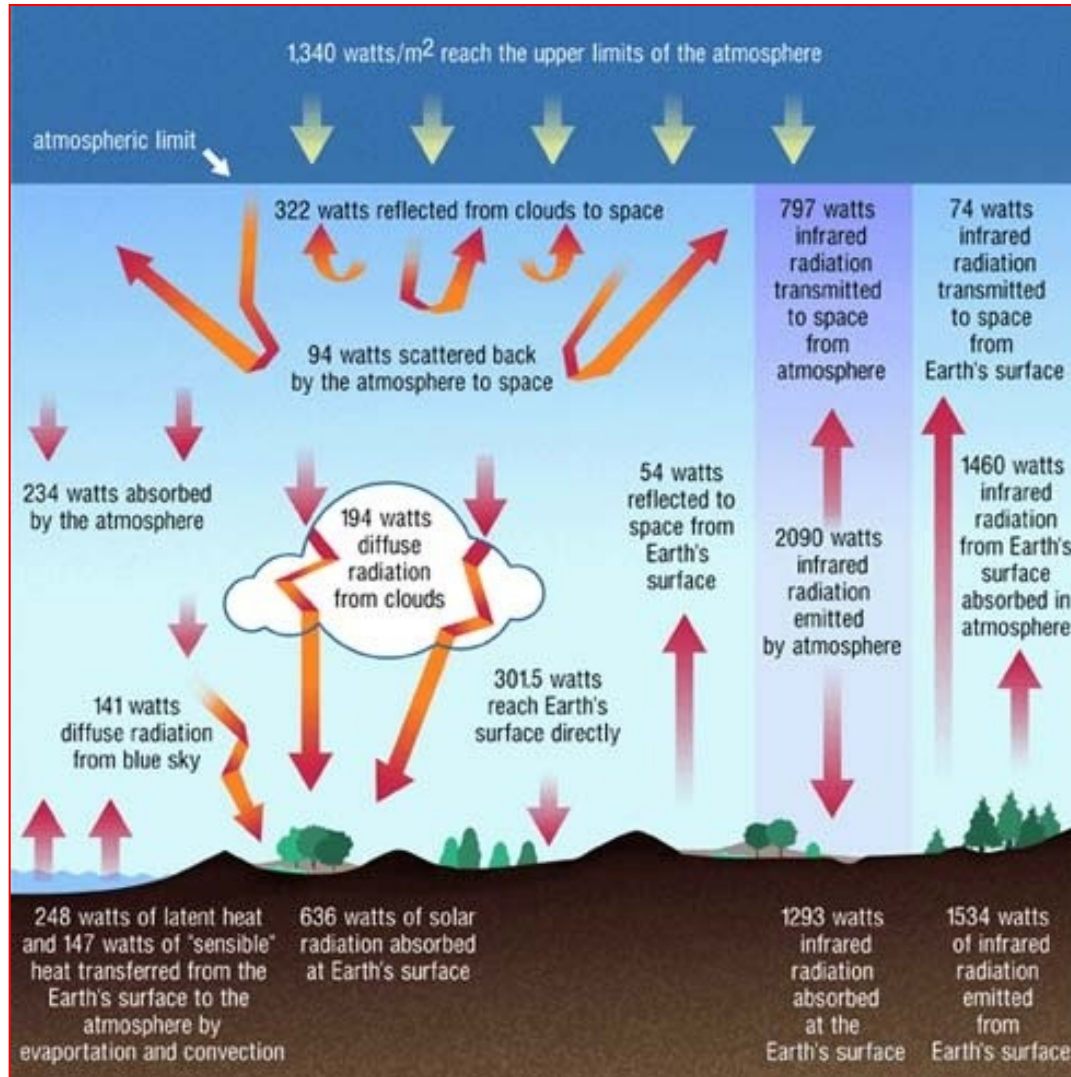 1,340 watts/m2 reach the upper limits of the atmosphere
atmospheric limit
322 watts reflected from clouds to space
797 watts
infrared
radiation
transmitted
to space
from
atmosphere
74 watts
infrared
radiation
transmitted
to space
from
Earth's surface
94 watts scattered back
by the atmosphere to space
234 watts absorbed
by the atmosphere
194 watts
diffuse
radiation
from clouds
54 watts
reflected to
space from
Earth's
surface
2090 watts
infrared
radiation
emitted
by atmosphere
1460 watts
infrared
radiation
from Earth's
surface
absorbed in
atmosphere
141 watts
diffuse radiation
from blue sky
301.5 watts
reach Earth's
surface directly
248 watts of latent heat
and 147 watts of "sensible"
heat transferred from the
Earth's surface to the
atmosphere by
evaportation and convection
636 watts of solar
radiation absorbed
at Earth's surface
1293 watts
infrared
radiation
absorbed
at the
Earth's surface
1534 watts
of infrared
radiation
emitted
from
Earth's surface